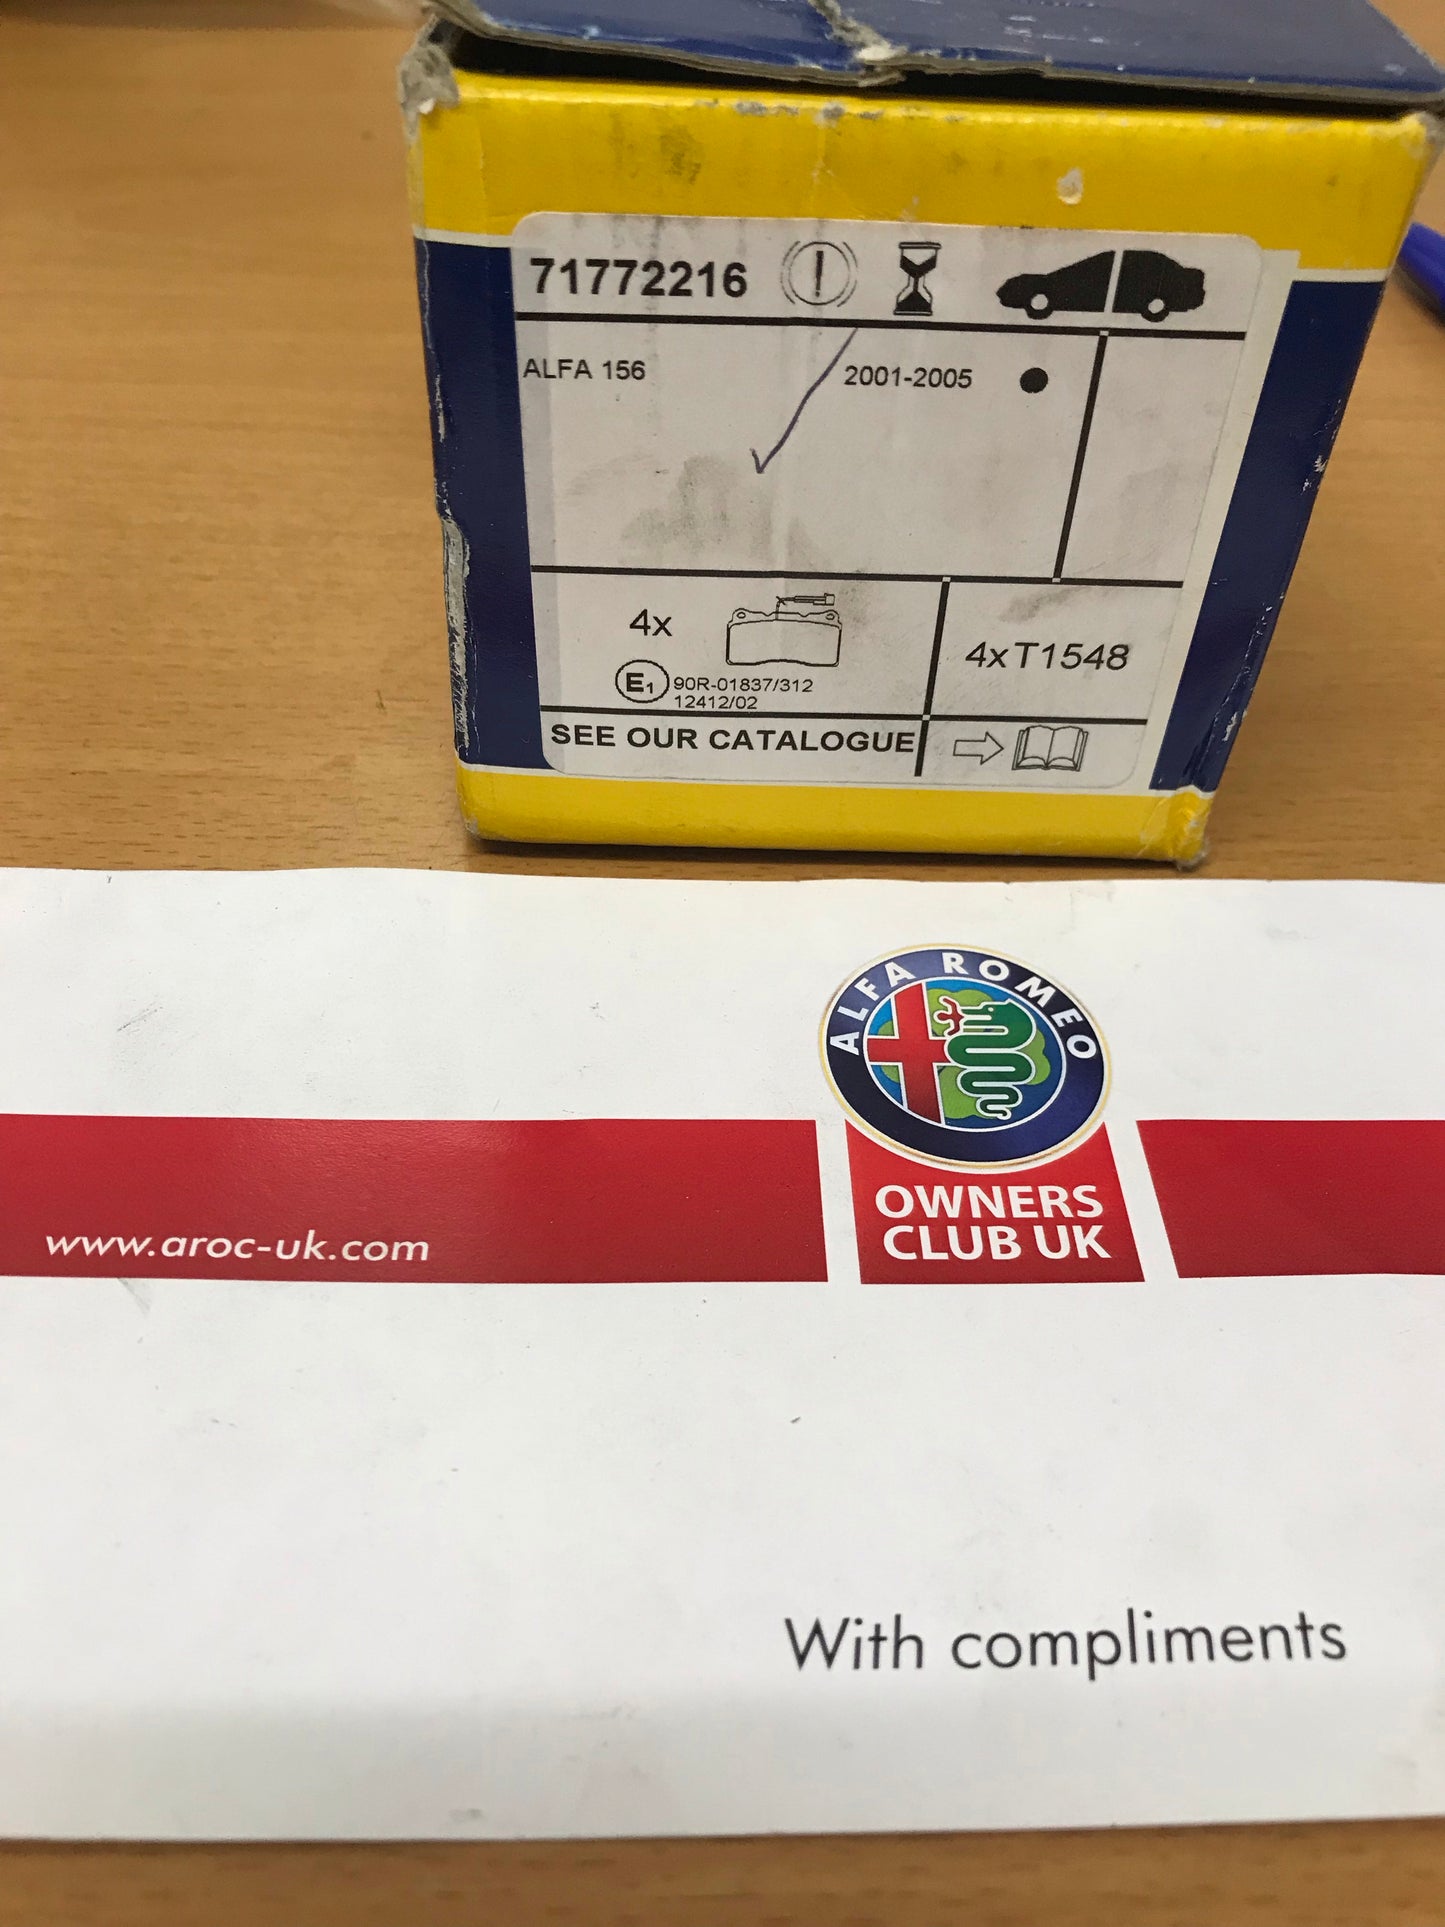 71772216
ALFA 156 2001-2005
4x
4xT1548
E1 90R-01837/312
12412/02
SEE OUR CATALOGUE
ALFA ROMEO
OWNERS
CLUB UK
www.aroc-uk.com
With compliments